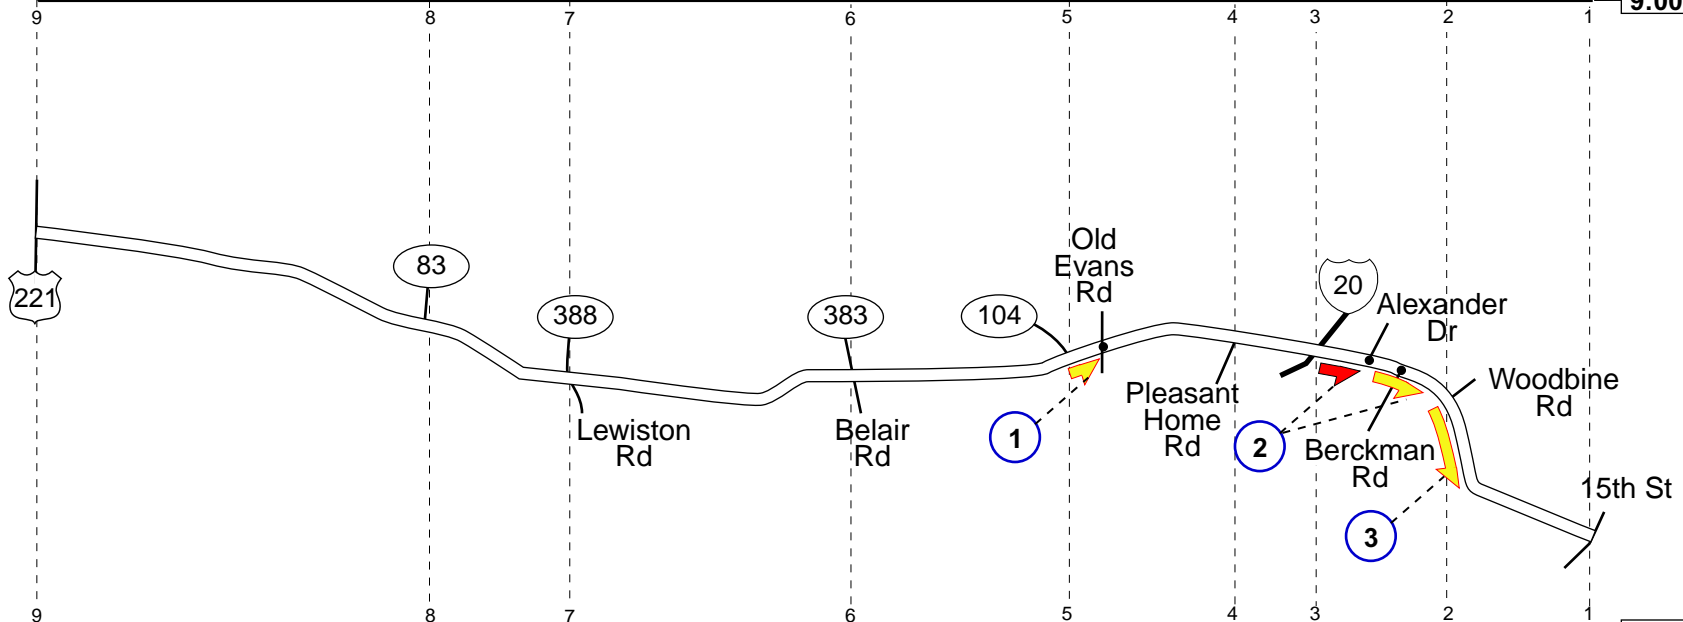 9 8 7 6 5 4 3 2 1
9:00
Old
Evans
Rd
83
20
221
388
383
104
Alexander
Dr
Pleasant
Home
Rd
Woodbine
Rd
Lewiston
Rd
Belair
Rd
1
2
Berckman
Rd
15th St
3
9 8 7 6 5 4 3 2 1